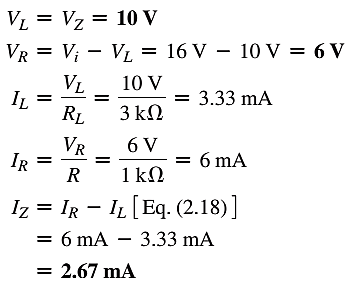 V_L = V_Z = 10 V
V_R = V_i − V_L = 16 V − 10 V = 6 V
I_L = V_L/R_L = 10 V/3 kΩ = 3.33 mA
I_R = V_R/R = 6 V/1 kΩ = 6 mA
I_Z = I_R − I_L [Eq. (2.18)]
= 6 mA − 3.33 mA
= 2.67 mA